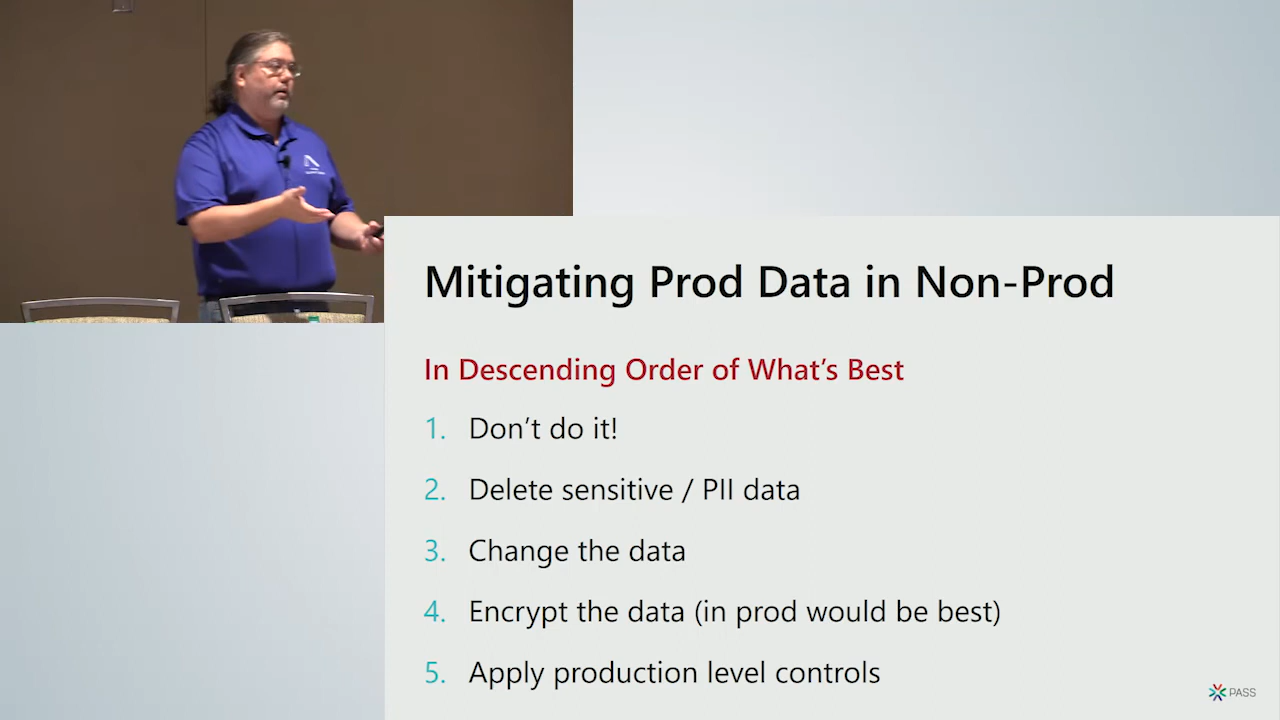 Mitigating Prod Data in Non-Prod
In Descending Order of What's Best
1. Don't do it!
2. Delete sensitive / PII data
3. Change the data
4. Encrypt the data (in prod would be best)
5. Apply production level controls
PASS